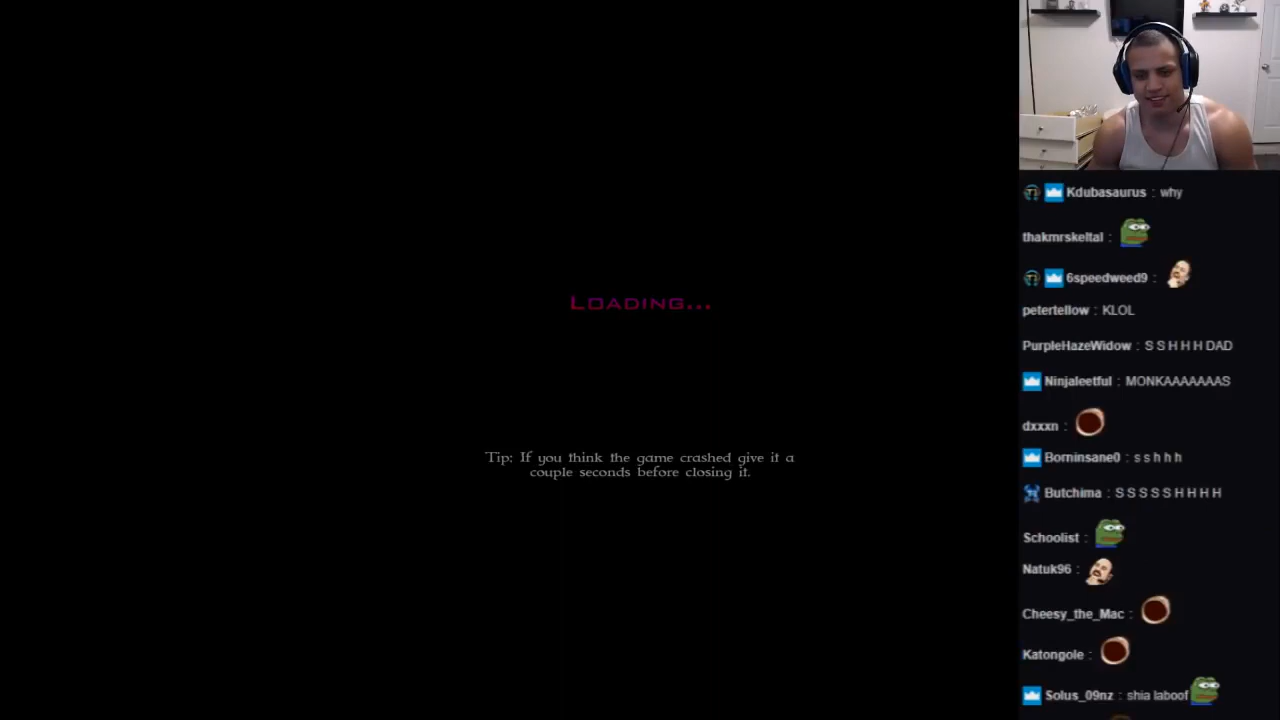 Loading...
Tip: If you think the game crashed give it a
couple seconds before closing it.
Kdubasaurus : why
thakmrskeltal :
6speedweed9 :
petertellow : KLOL
PurpleHazeWidow : S S H H H DAD
Ninjaleetful : MONKAAAAAAAS
dxxxn :
Borninsane0 : s s h h h
Butchima : S S S S S H H H H
Schoolist :
Natuk96 :
Cheesy_the_Mac :
Katongole :
Solus_09nz : shia laboof